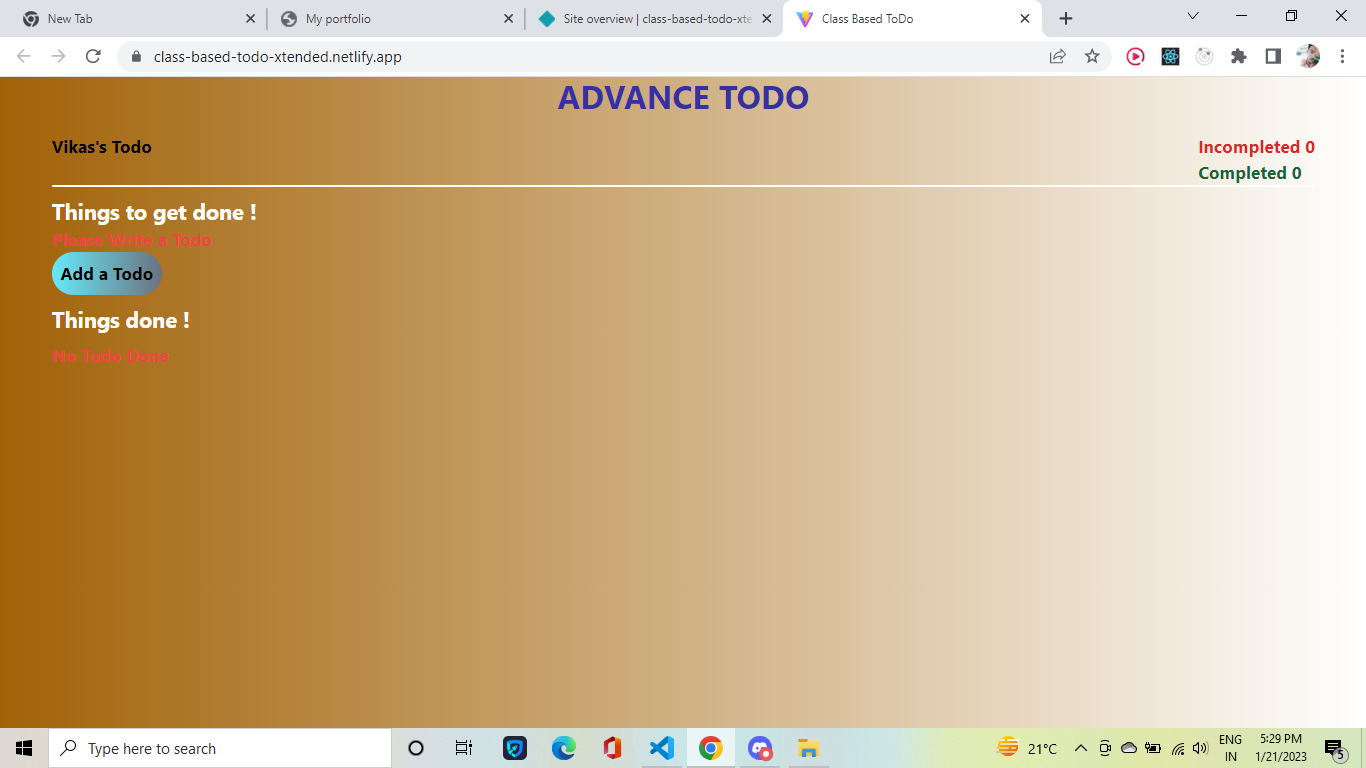 New Tab
My portfolio
Site overview | class-based-todo-xte
Class Based ToDo
class-based-todo-xtended.netlify.app
ADVANCE TODO
Vikas's Todo
Incompleted 0
Completed 0
Things to get done !
Please Write a Todo
Add a Todo
Things done !
No Todo Done
Type here to search
21°C
ENG
IN
5:29 PM
1/21/2023
5